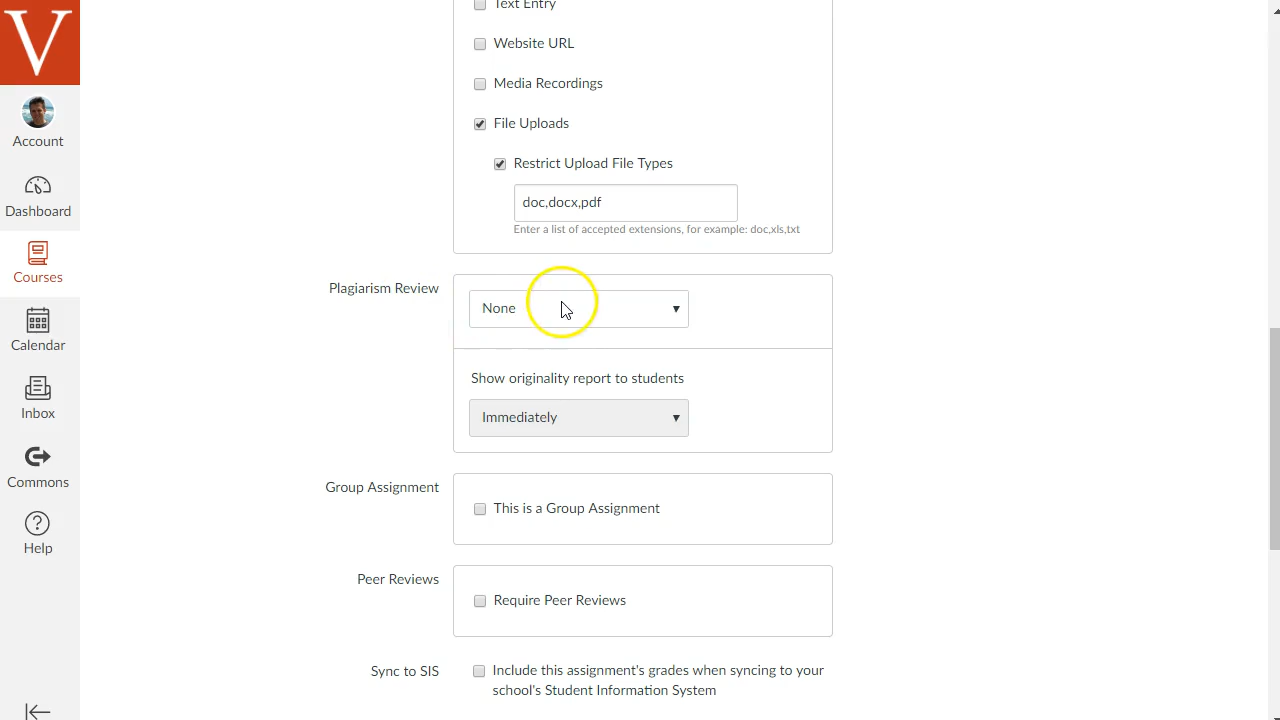 Text Entry
V
Website URL
Media Recordings
Account
File Uploads
Restrict Upload File Types
Dashboard
doc,docx,pdf
Enter a list of accepted extensions, for example: doc,xls,txt
Courses
Plagiarism Review
None
Calendar
Show originality report to students
Inbox
Immediately
Commons
Group Assignment
This is a Group Assignment
Help
Peer Reviews
Require Peer Reviews
Sync to SIS
Include this assignment's grades when syncing to your
school's Student Information System